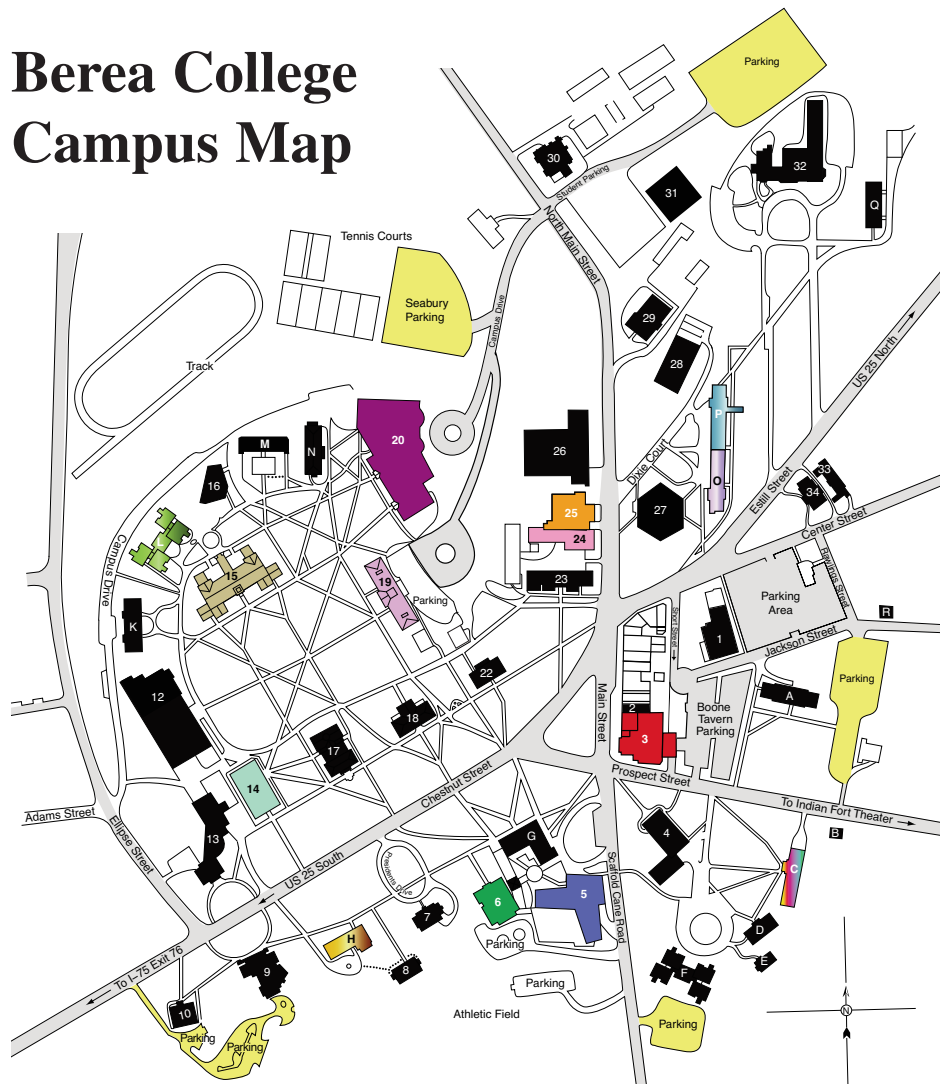 Berea College
Campus Map
Parking
30
Student Parking
31
32
Q
North Main Street
Tennis Courts
Seabury
Parking
Campus Drive
29
28
Track
US 25 North
P
O
20
M
N
16
26
Dixie Court
Estill Street
33
34
Center Street
25
24
27
L
15
Campus Drive
19
Parking
23
Parking
Area
Rawlings Street
R
K
Short Street
1
Jackson Street
12
22
18
17
Main Street
2
3
Boone
Tavern
Parking
A
Parking
14
Chestnut Street
Prospect Street
To Indian Fort Theater
Adams Street
Ellipse Street
13
US 25 South
Presidents Drive
G
4
B
C
6
5
7
Scaffold Cane Road
Parking
D
E
F
H
8
9
To I–75 Exit 76
10
Parking
Parking
Parking
Athletic Field
Parking
N